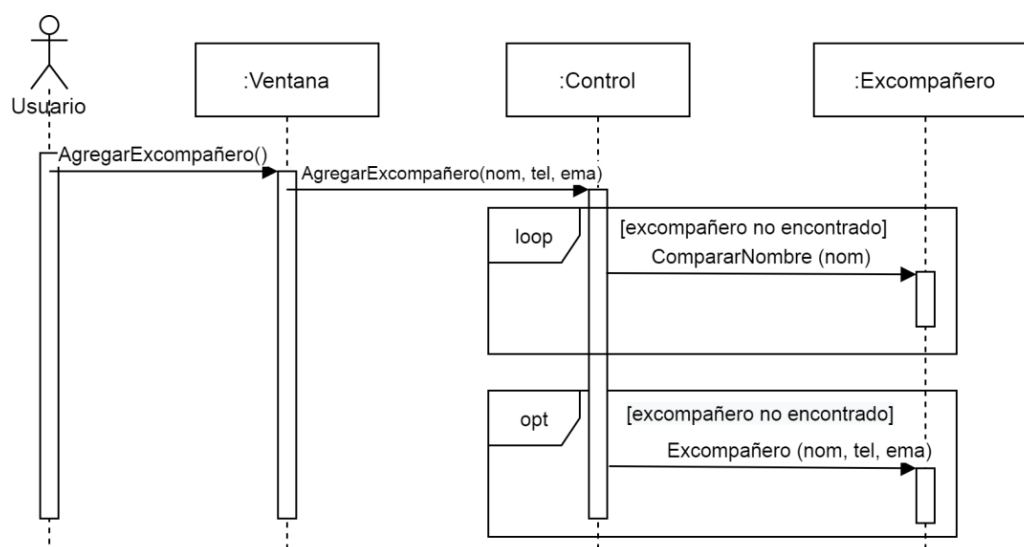 Usuario
:Ventana
:Control
:Excompañero
AgregarExcompañero()
AgregarExcompañero(nom, tel, ema)
loop
[excompañero no encontrado]
CompararNombre (nom)
opt
[excompañero no encontrado]
Excompañero (nom, tel, ema)